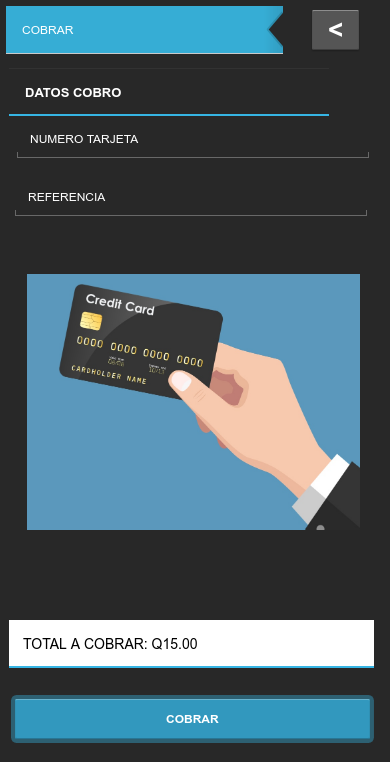 COBRAR
<
DATOS COBRO
NUMERO TARJETA
REFERENCIA
Credit Card
0000 0000 0000 0000
CARDHOLDER NAME
TOTAL A COBRAR: Q15.00
COBRAR